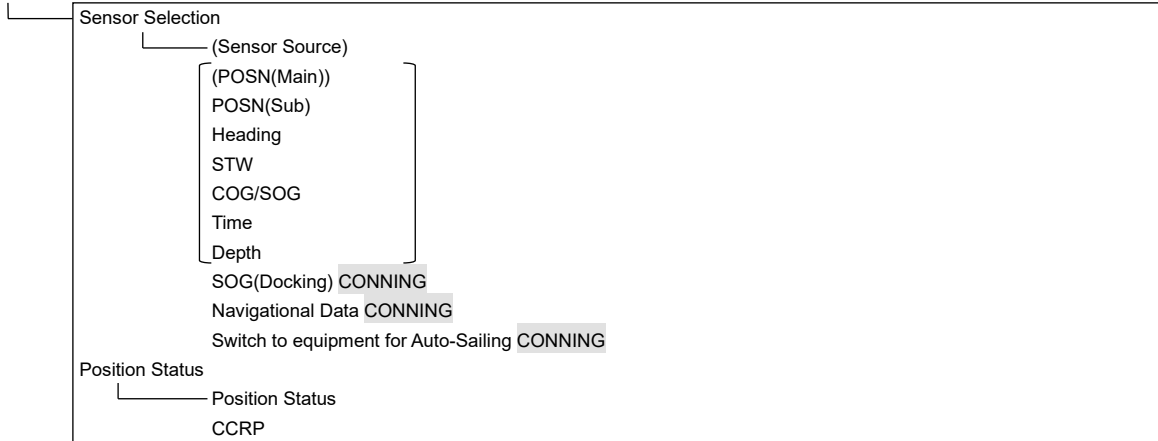 Sensor Selection
(Sensor Source)
(POSN(Main))
POSN(Sub)
Heading
STW
COG/SOG
Time
Depth
SOG(Docking) CONNING
Navigational Data CONNING
Switch to equipment for Auto-Sailing CONNING
Position Status
Position Status
CCRP